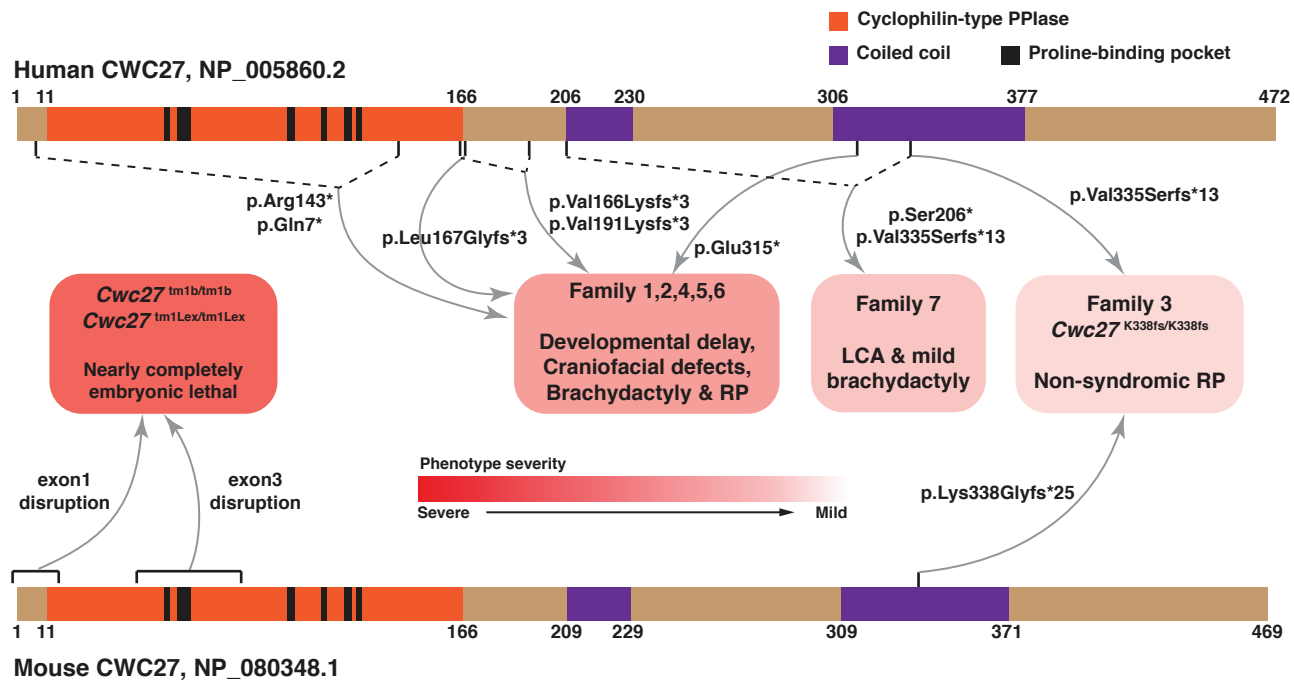 Cyclophilin-type PPIase
Coiled coil
Proline-binding pocket
Human CWC27, NP_005860.2
1 11 166 206 230 306 377 472
p.Arg143*
p.Gln7*
p.Leu167Glyfs*3
p.Val166Lysfs*3
p.Val191Lysfs*3
p.Glu315*
p.Ser206*
p.Val335Serfs*13
p.Val335Serfs*13
Cwc27 tm1b/tm1b
Cwc27 tm1Lex/tm1Lex
Nearly completely
embryonic lethal
Family 1,2,4,5,6
Developmental delay,
Craniofacial defects,
Brachydactyly & RP
Family 7
LCA & mild
brachydactyly
Family 3
Cwc27 K338fs/K338fs
Non-syndromic RP
exon1
disruption
exon3
disruption
Phenotype severity
Severe Mild
p.Lys338Glyfs*25
1 11 166 209 229 309 371 469
Mouse CWC27, NP_080348.1